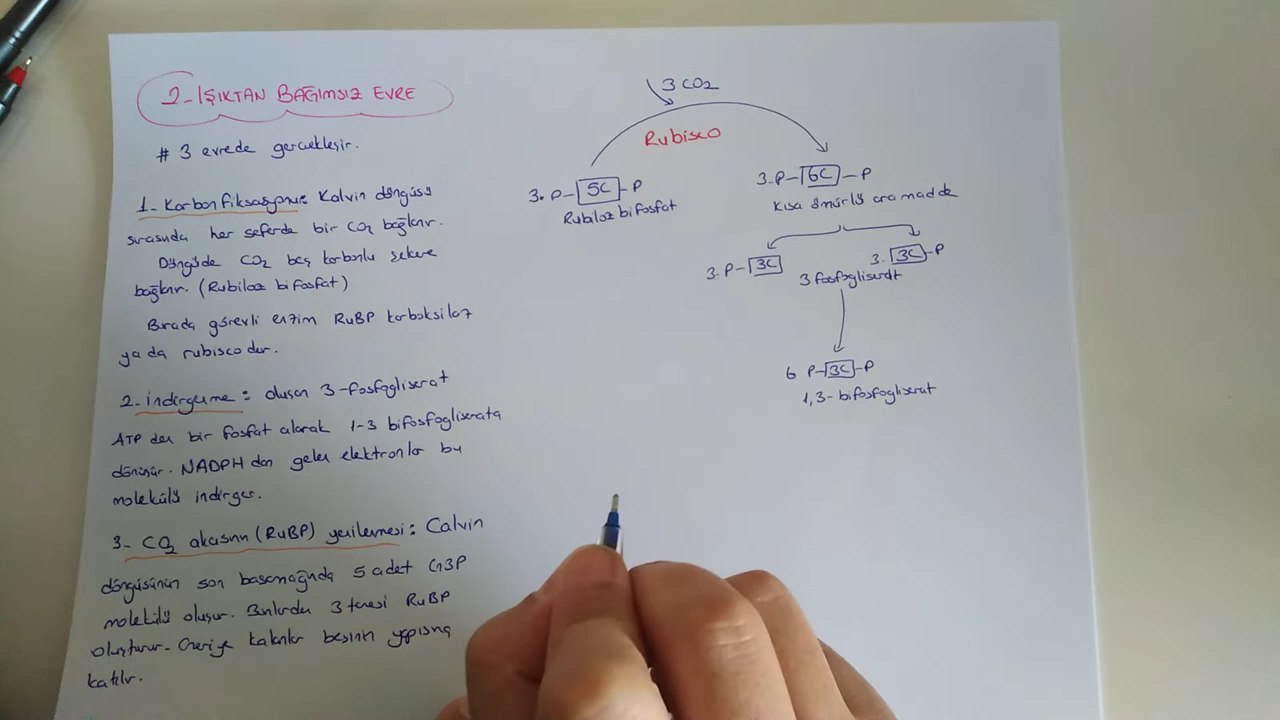 2-IŞIKTAN BAĞIMSIZ EVRE
# 3 evrede gerçekleşir.
1- Karbon fiksasyonu: Kalvin döngüsü
sırasında her seferde bir CO₂ bağlanır.
Döngüde CO₂ beş karbonlu şekere
bağlanır. (Rubiloz bifosfat)
Burada görevli enzim RuBP karboksilaz
ya da rubiscodur.
2- İndirgeme: oluşan 3-fosfogliserat
ATP den bir fosfat alarak 1-3 bifosfogliserata
dönüşür. NADPH dan gelen elektronlar bu
molekülü indirger.
3- CO₂ alıcısının (RuBP) yenilenmesi: Calvin
döngüsünün son basamağında 5 adet G3P
molekülü oluşur. Bunlardan 3 tanesi RuBP
oluşturur. Geriye kalanlar besinin yapısına
katılır.
3 CO₂
Rubisco
3. P-5C-P
Rubiloz bifosfat
3. P-6C-P
Kısa ömürlü ara madde
3. P-3C
3. 3C-P
3 fosfogliserat
6 P-3C-P
1,3- bifosfogliserat